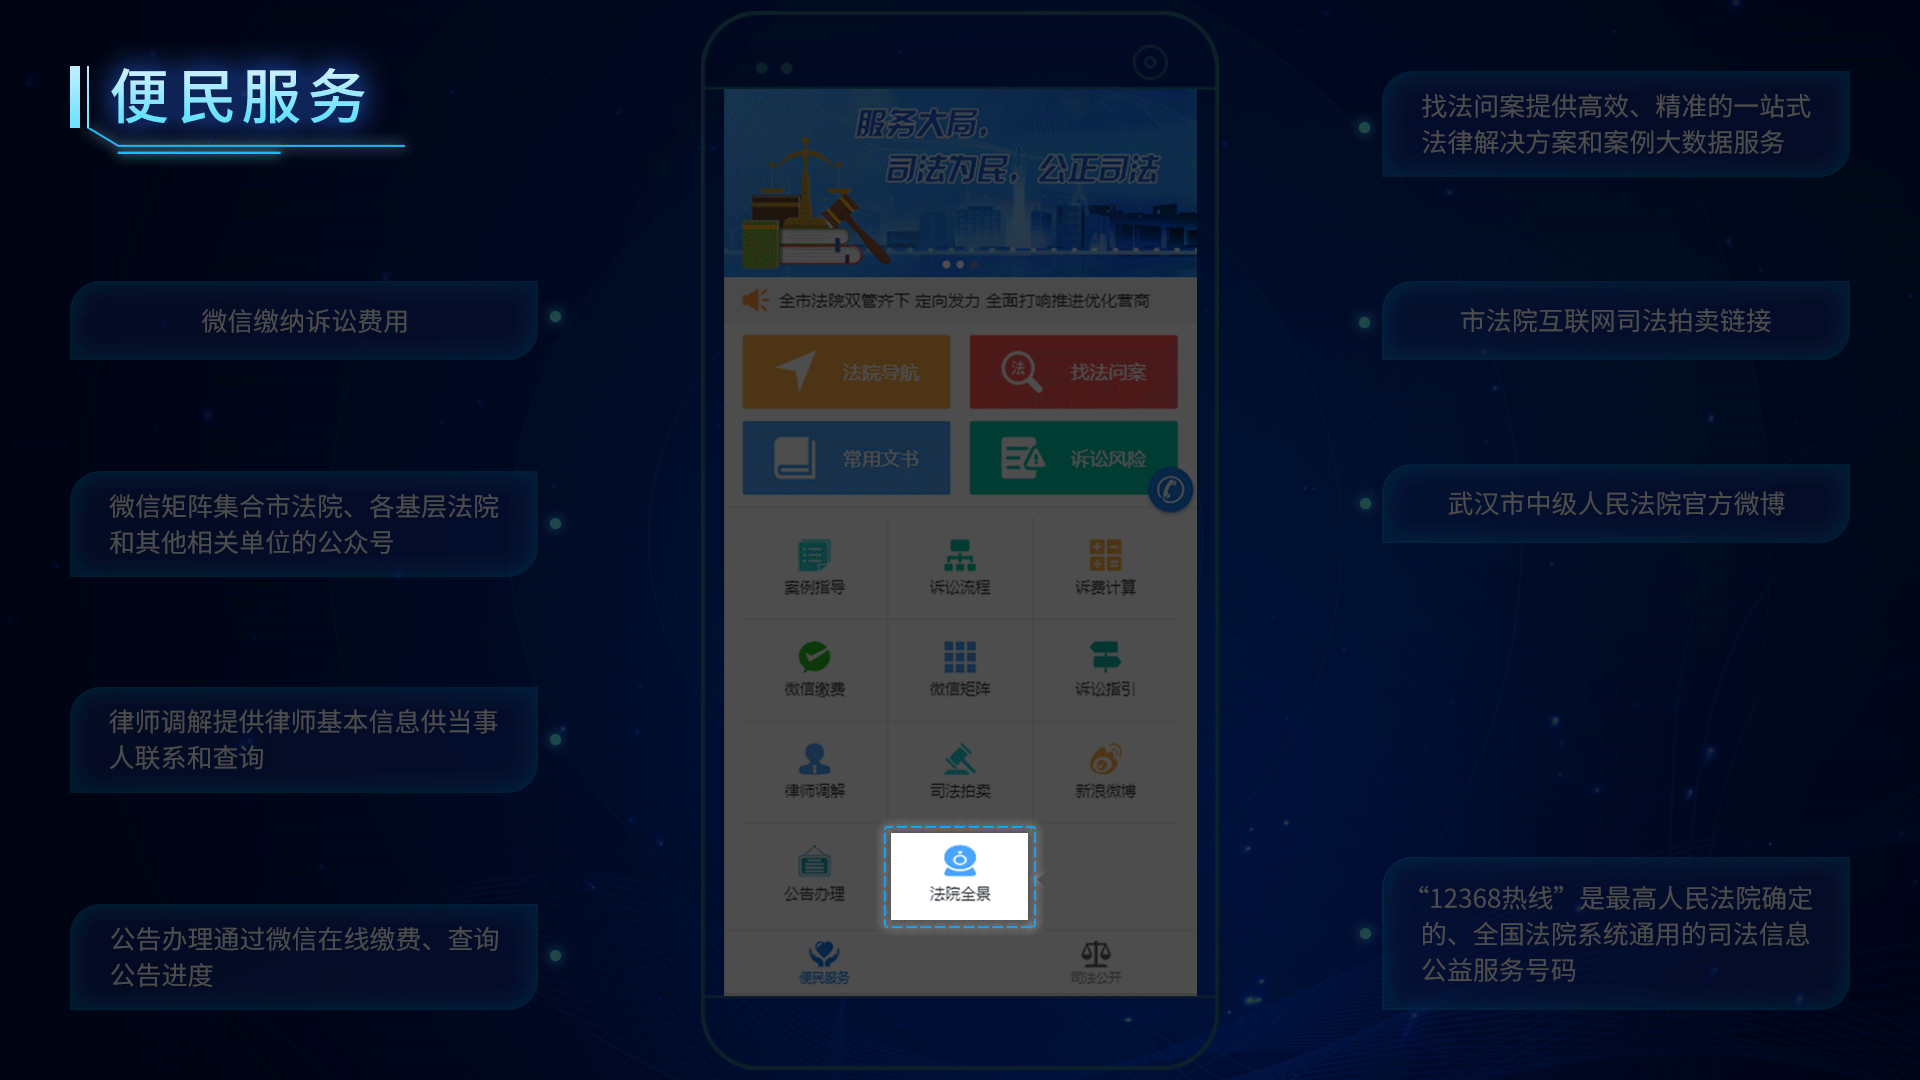 便民服务
微信缴纳诉讼费用
微信矩阵集合市法院、各基层法院
和其他相关单位的公众号
律师调解提供律师基本信息供当事
人联系和查询
公告办理通过微信在线缴费、查询
公告进度
服务大局，
司法为民，公正司法
全市法院双管齐下 定向发力 全面打响推进优化营商
法院导航
找法问案
常用文书
诉讼风险
案例指导
诉讼流程
诉费计算
微信缴费
微信矩阵
诉讼指引
律师调解
司法拍卖
新浪微博
公告办理
法院全景
便民服务
司法公开
找法问案提供高效、精准的一站式
法律解决方案和案例大数据服务
市法院互联网司法拍卖链接
武汉市中级人民法院官方微博
“12368热线”是最高人民法院确定
的、全国法院系统通用的司法信息
公益服务号码